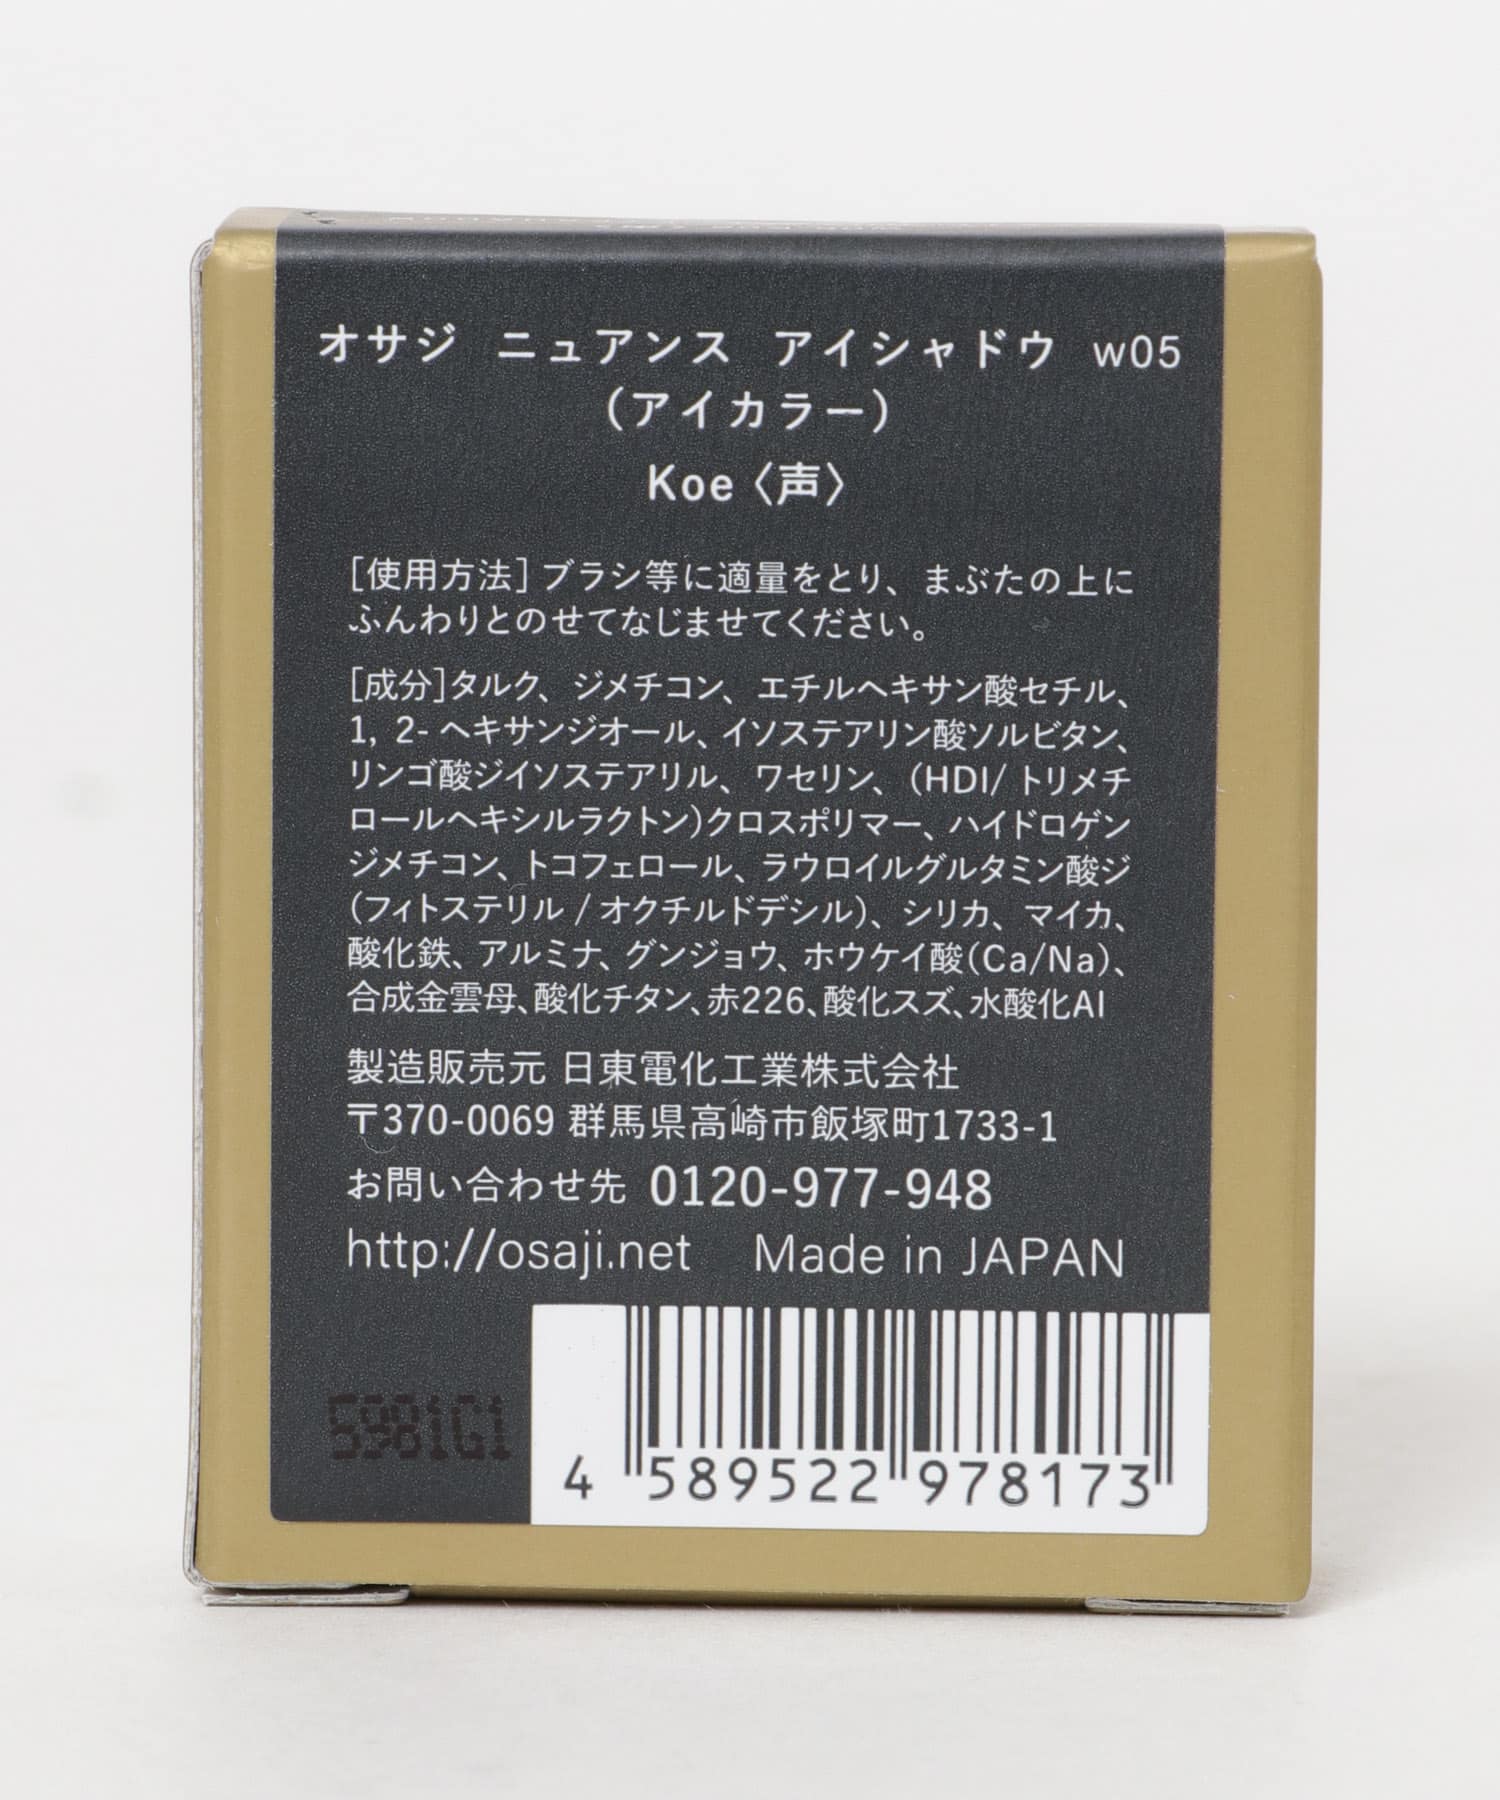 オサジ ニュアンス アイシャドウ w05
（アイカラー）
Koe〈声〉
［使用方法］ブラシ等に適量をとり、まぶたの上に
ふんわりとのせてなじませてください。
［成分］タルク、ジメチコン、エチルヘキサン酸セチル、
1, 2- ヘキサンジオール、イソステアリン酸ソルビタン、
リンゴ酸ジイソステアリル、ワセリン、（HDI/ トリメチ
ロールヘキシルラクトン）クロスポリマー、ハイドロゲン
ジメチコン、トコフェロール、ラウロイルグルタミン酸ジ
（フィトステリル / オクチルドデシル）、シリカ、マイカ、
酸化鉄、アルミナ、グンジョウ、ホウケイ酸（Ca/Na）、
合成金雲母、酸化チタン、赤226、酸化スズ、水酸化Al
製造販売元 日東電化工業株式会社
〒370-0069 群馬県高崎市飯塚町1733-1
お問い合わせ先 0120-977-948
http://osaji.net Made in JAPAN
5981G1
4 589522 978173